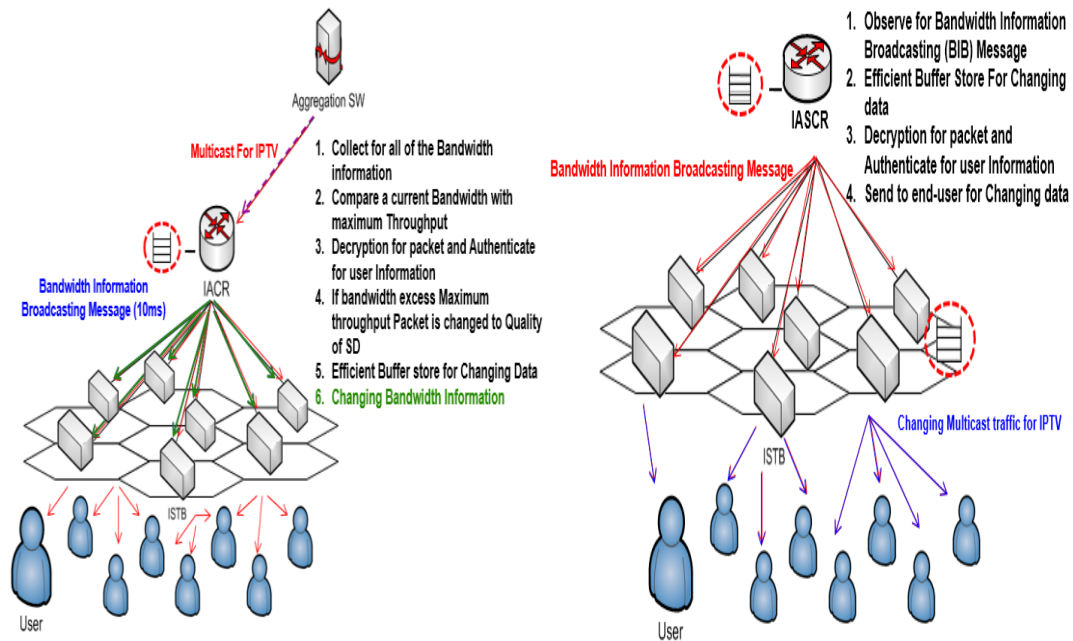 Aggregation SW
Multicast For IPTV
1. Collect for all of the Bandwidth
information
2. Compare a current Bandwidth with
maximum Throughput
3. Decryption for packet and Authenticate
for user Information
4. If bandwidth excess Maximum
throughput Packet is changed to Quality
of SD
5. Efficient Buffer store for Changing Data
6. Changing Bandwidth Information
IACR
Bandwidth Information
Broadcasting Message (10ms)
ISTB
User
1. Observe for Bandwidth Information
Broadcasting (BIB) Message
2. Efficient Buffer Store For Changing
data
3. Decryption for packet and
Authenticate for user Information
4. Send to end-user for Changing data
IASCR
Bandwidth Information Broadcasting Message
Changing Multicast traffic for IPTV
ISTB
User